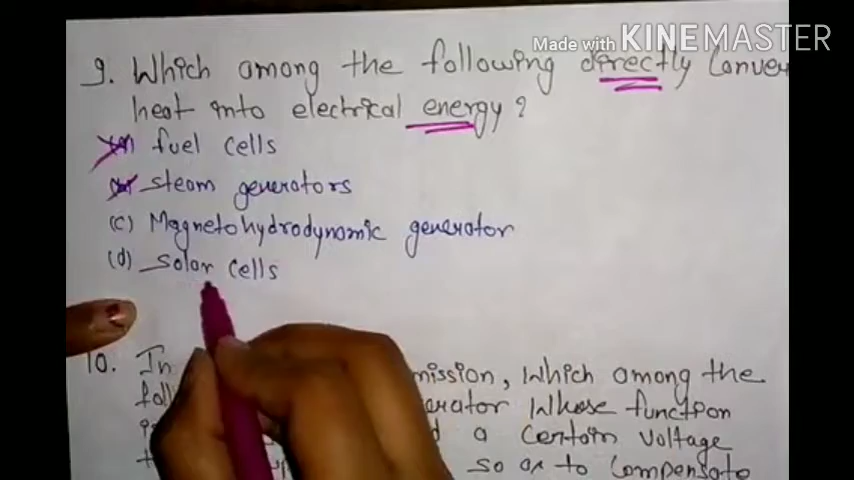 Made with KINEMASTER
9. Which among the following directly Conver
heat into electrical energy?
fuel cells
steam generators
(c) Magnetohydrodynamic generator
(d) solar cells
10. In mission, which among the
erator whose function
a certain voltage
so as to compensate